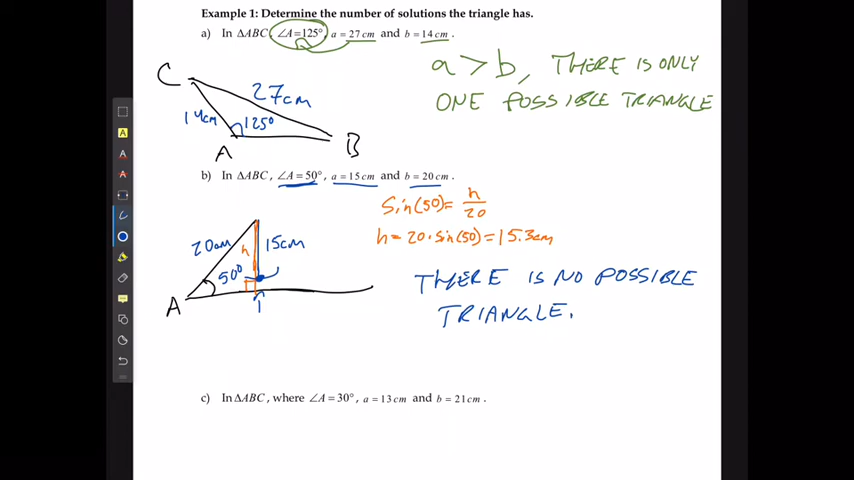 Example 1: Determine the number of solutions the triangle has.
a) In ΔABC, ∠A=125°, a = 27 cm and b = 14 cm .
a > b, THERE IS ONLY
ONE POSSIBLE TRIANGLE
C
27cm
14cm
125°
A
B
b) In ΔABC, ∠A = 50°, a = 15 cm and b = 20 cm .
sin(50) = h/20
h = 20·sin(50) = 15.3cm
20cm
h
15cm
50°
A
THERE IS NO POSSIBLE
TRIANGLE.
c) In ΔABC, where ∠A = 30°, a = 13 cm and b = 21 cm .